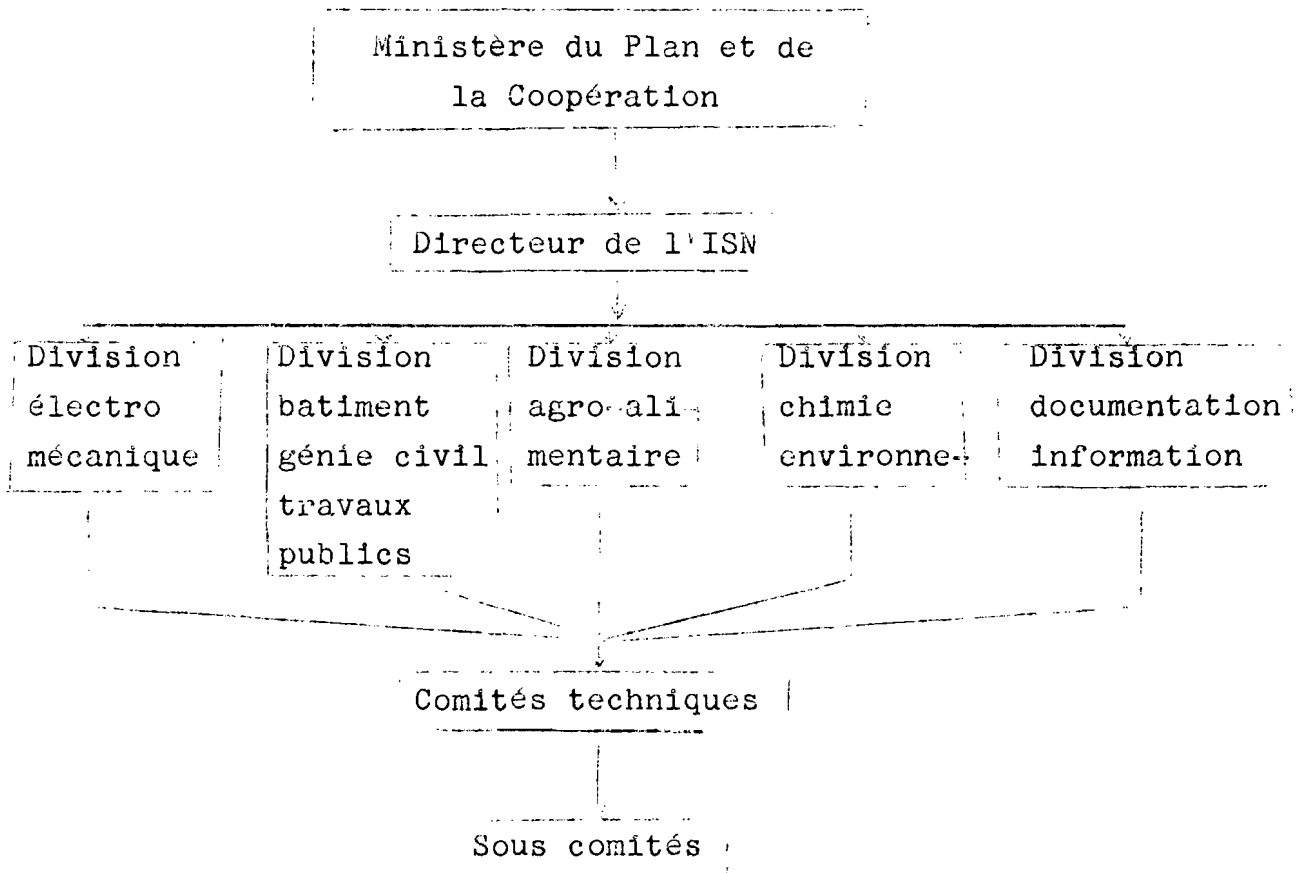 Ministère du Plan et de
la Coopération
Directeur de l'ISN
Division
électro
mécanique
Division
batiment
génie civil
travaux
publics
Division
agro-ali-
mentaire
Division
chimie
environne-
Division
documentation
information
Comités techniques
Sous comités